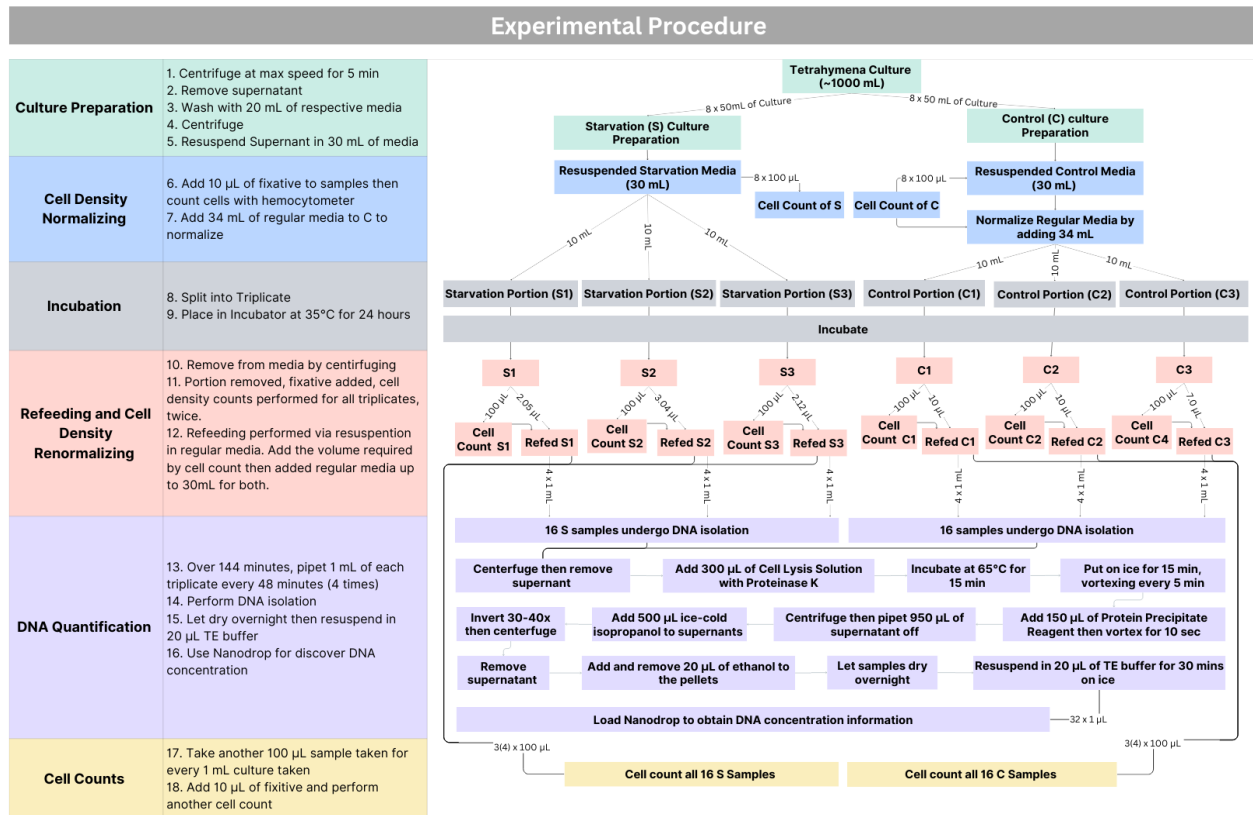 Experimental Procedure
Culture Preparation
1. Centrifuge at max speed for 5 min
2. Remove supernatant
3. Wash with 20 mL of respective media
4. Centrifuge
5. Resuspend Supernant in 30 mL of media
Cell Density
Normalizing
6. Add 10 µL of fixative to samples then
count cells with hemocytometer
7. Add 34 mL of regular media to C to
normalize
Incubation
8. Split into Triplicate
9. Place in Incubator at 35°C for 24 hours
Refeeding and Cell
Density
Renormalizing
10. Remove from media by centirfuging
11. Portion removed, fixative added, cell
density counts performed for all triplicates,
twice.
12. Refeeding performed via resuspention
in regular media. Add the volume required
by cell count then added regular media up
to 30mL for both.
DNA Quantification
13. Over 144 minutes, pipet 1 mL of each
triplicate every 48 minutes (4 times)
14. Perform DNA isolation
15. Let dry overnight then resuspend in
20 µL TE buffer
16. Use Nanodrop for discover DNA
concentration
Cell Counts
17. Take another 100 µL sample taken for
every 1 mL culture taken
18. Add 10 µL of fixitive and perform
another cell count
Tetrahymena Culture
(~1000 mL)
8 x 50mL of Culture
8 x 50 mL of Culture
Starvation (S) Culture
Preparation
Control (C) culture
Preparation
Resuspended Starvation Media
(30 mL)
8 x 100 µL
Cell Count of S
8 x 100 µL
Cell Count of C
Resuspended Control Media
(30 mL)
Normalize Regular Media by
adding 34 mL
10 mL
10 mL
10 mL
10 mL
10 mL
10 mL
Starvation Portion (S1)
Starvation Portion (S2)
Starvation Portion (S3)
Control Portion (C1)
Control Portion (C2)
Control Portion (C3)
Incubate
S1
S2
S3
C1
C2
C3
100 µL
2.05 µL
100 µL
3.04 µL
100 µL
2.12 µL
100 µL
10 µL
100 µL
10 µL
100 µL
7.0 µL
Cell
Count S1
Refed S1
Cell
Count S2
Refed S2
Cell
Count S3
Refed S3
Cell
Count C1
Refed C1
Cell
Count C2
Refed C2
Cell
Count C4
Refed C3
4 x 1 mL
4 x 1 mL
4 x 1 mL
4 x 1 mL
4 x 1 mL
4 x 1 mL
16 S samples undergo DNA isolation
16 samples undergo DNA isolation
Centerfuge then remove
supernant
Add 300 µL of Cell Lysis Solution
with Proteinase K
Incubate at 65°C for
15 min
Put on ice for 15 min,
vortexing every 5 min
Invert 30-40x
then centerfuge
Add 500 µL ice-cold
isopropanol to supernants
Centrifuge then pipet 950 µL of
supernatant off
Add 150 µL of Protein Precipitate
Reagent then vortex for 10 sec
Remove
supernatant
Add and remove 20 µL of ethanol to
the pellets
Let samples dry
overnight
Resuspend in 20 µL of TE buffer for 30 mins
on ice
Load Nanodrop to obtain DNA concentration information
32 x 1 µL
3(4) x 100 µL
3(4) x 100 µL
Cell count all 16 S Samples
Cell count all 16 C Samples